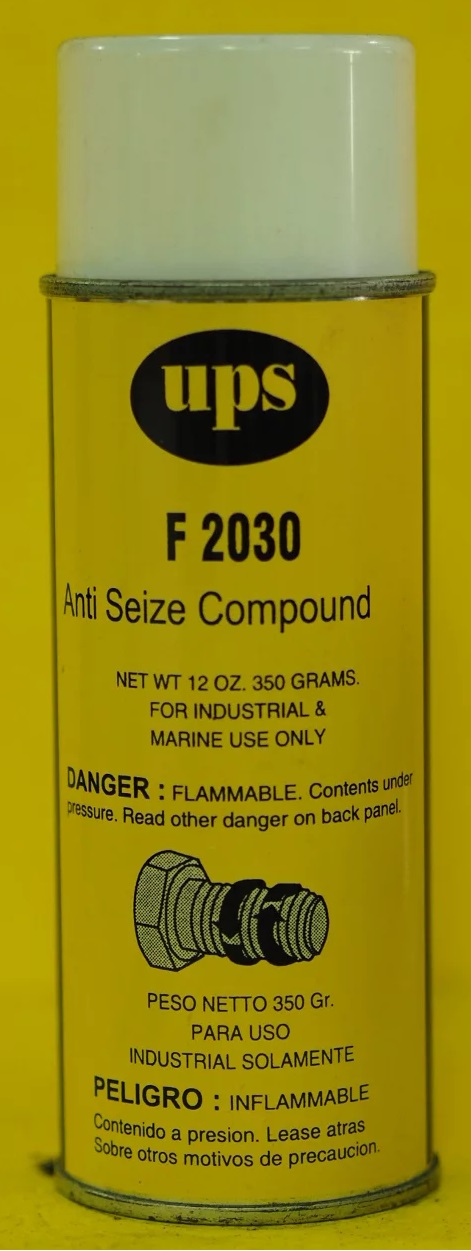 ups
F 2030
Anti Seize Compound
NET WT 12 OZ. 350 GRAMS.
FOR INDUSTRIAL &
MARINE USE ONLY
DANGER : FLAMMABLE. Contents under
pressure. Read other danger on back panel.
PESO NETTO 350 Gr.
PARA USO
INDUSTRIAL SOLAMENTE
PELIGRO : INFLAMMABLE
Contenido a presion. Lease atras
Sobre otros motivos de precaucion.